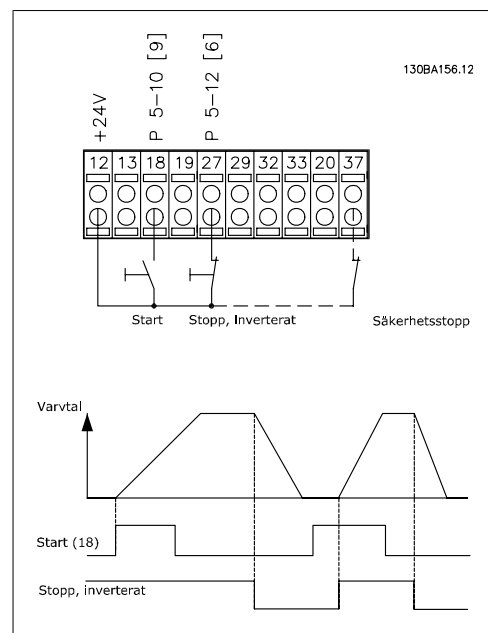 130BA156.12
+24V
P 5-10 [9]
P 5-12 [6]
12 13 18 19 27 29 32 33 20 37
Start Stopp, Inverterat Säkerhetsstopp
Varvtal
Start (18)
Stopp, inverterat